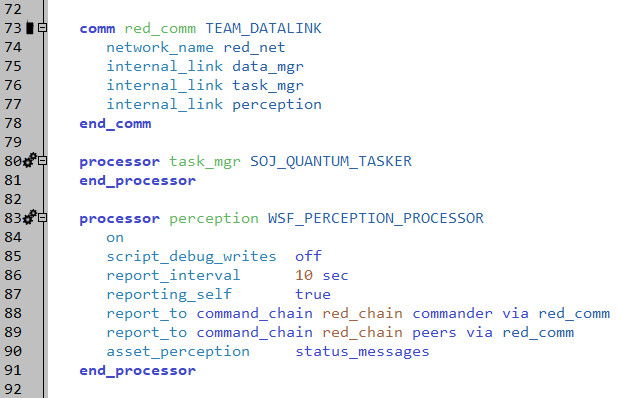 72
73 comm red_comm TEAM_DATALINK
74 network_name red_net
75 internal_link data_mgr
76 internal_link task_mgr
77 internal_link perception
78 end_comm
79
80 processor task_mgr SOJ_QUANTUM_TASKER
81 end_processor
82
83 processor perception WSF_PERCEPTION_PROCESSOR
84 on
85 script_debug_writes off
86 report_interval 10 sec
87 reporting_self true
88 report_to command_chain red_chain commander via red_comm
89 report_to command_chain red_chain peers via red_comm
90 asset_perception status_messages
91 end_processor
92